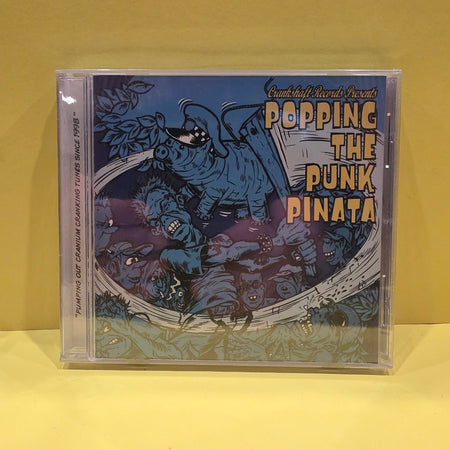 Crankshaft Records Presents
POPPING
THE
PUNK
PINATA
"PUMPING OUT CRANIUM CRANKING TUNES SINCE 1998"